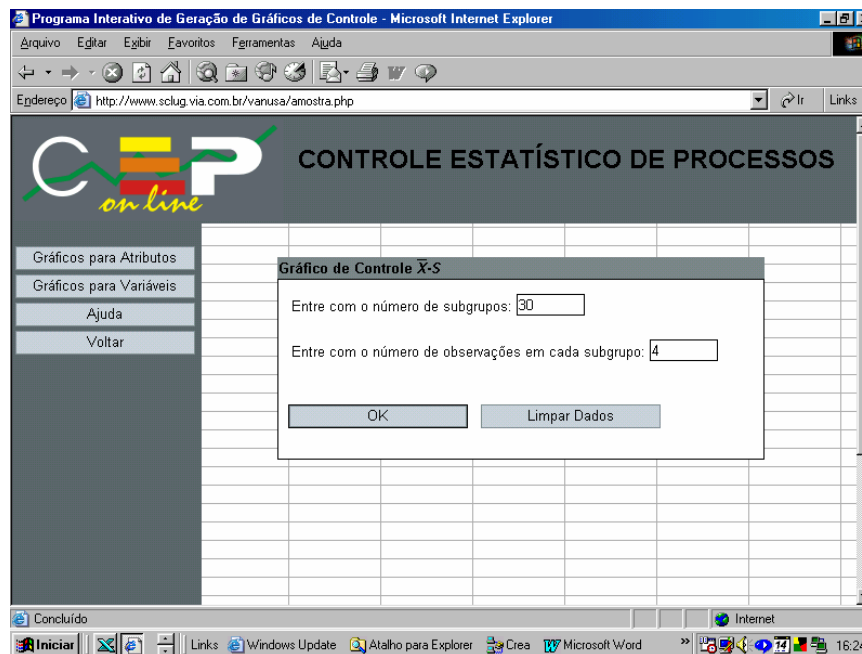 Programa Interativo de Geração de Gráficos de Controle - Microsoft Internet Explorer
Arquivo Editar Exibir Favoritos Ferramentas Ajuda
Endereço http://www.sclug.via.com.br/vanusa/amostra.php Ir Links
CEP
on line
CONTROLE ESTATÍSTICO DE PROCESSOS
Gráficos para Atributos
Gráficos para Variáveis
Ajuda
Voltar
Gráfico de Controle X̅-S
Entre com o número de subgrupos: 30
Entre com o número de observações em cada subgrupo: 4
OK Limpar Dados
Concluído Internet
Iniciar Links Windows Update Atalho para Explorer Crea Microsoft Word » 14 16:24